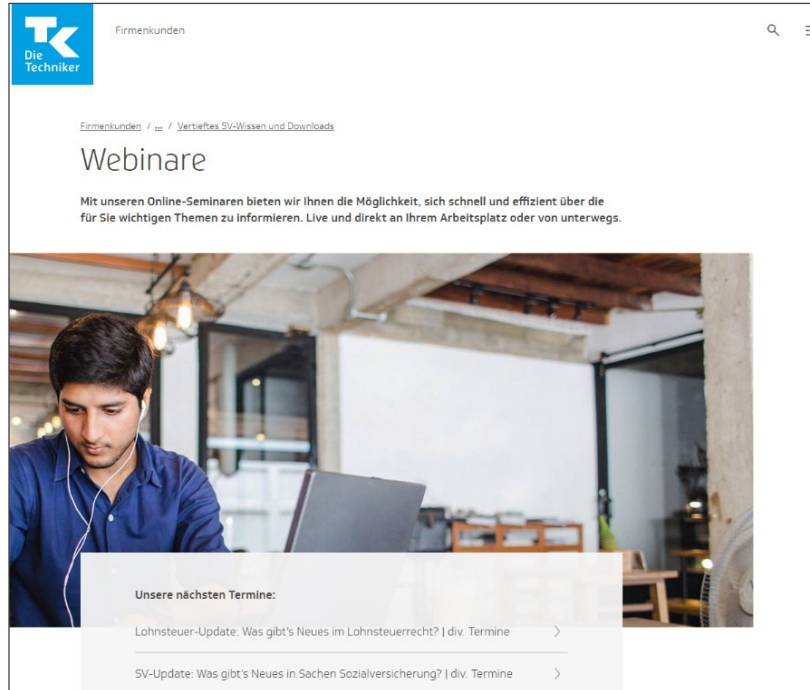 TK
Die
Techniker
Firmenkunden
Firmenkunden / ... / Vertieftes SV-Wissen und Downloads
Webinare
Mit unseren Online-Seminaren bieten wir Ihnen die Möglichkeit, sich schnell und effizient über die
für Sie wichtigen Themen zu informieren. Live und direkt an Ihrem Arbeitsplatz oder von unterwegs.
Unsere nächsten Termine:
Lohnsteuer-Update: Was gibt's Neues im Lohnsteuerrecht? | div. Termine
SV-Update: Was gibt's Neues in Sachen Sozialversicherung? | div. Termine